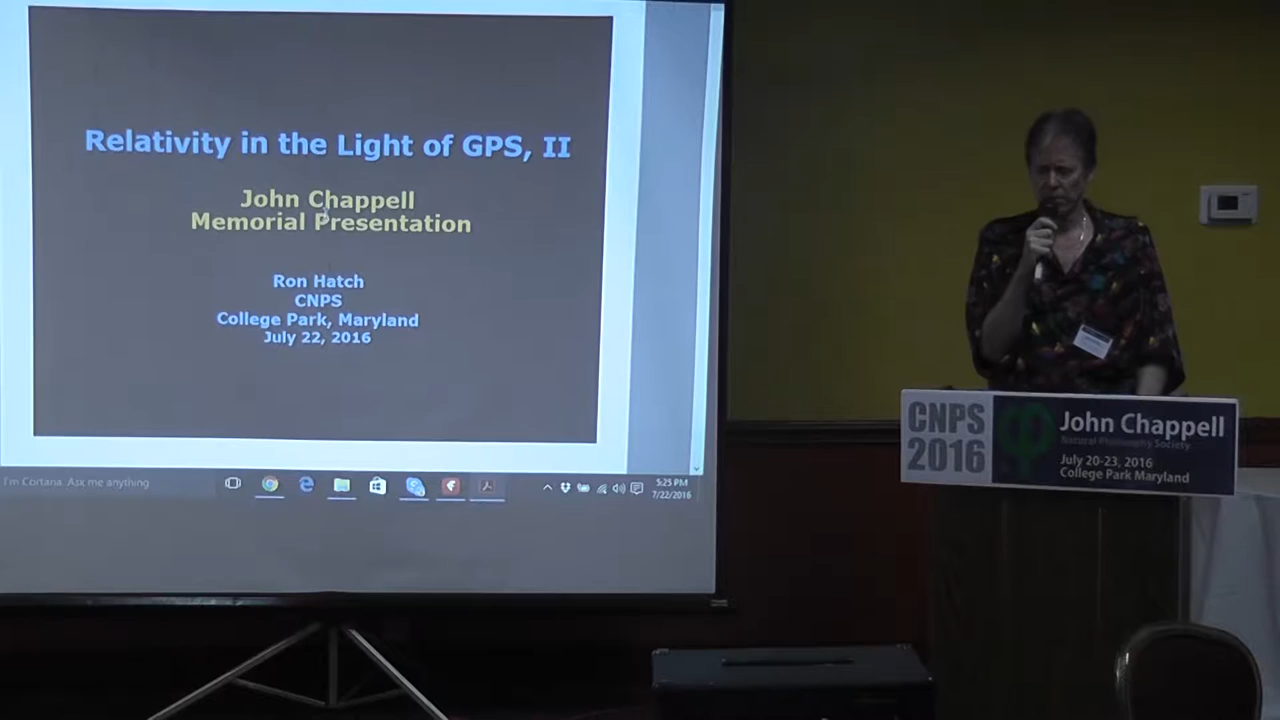 Relativity in the Light of GPS, II
John Chappell
Memorial Presentation
Ron Hatch
CNPS
College Park, Maryland
July 22, 2016
I'm Cortana. Ask me anything
5:25 PM
7/22/2016
CNPS
2016
John Chappell
Natural Philosophy Society
July 20-23, 2016
College Park Maryland